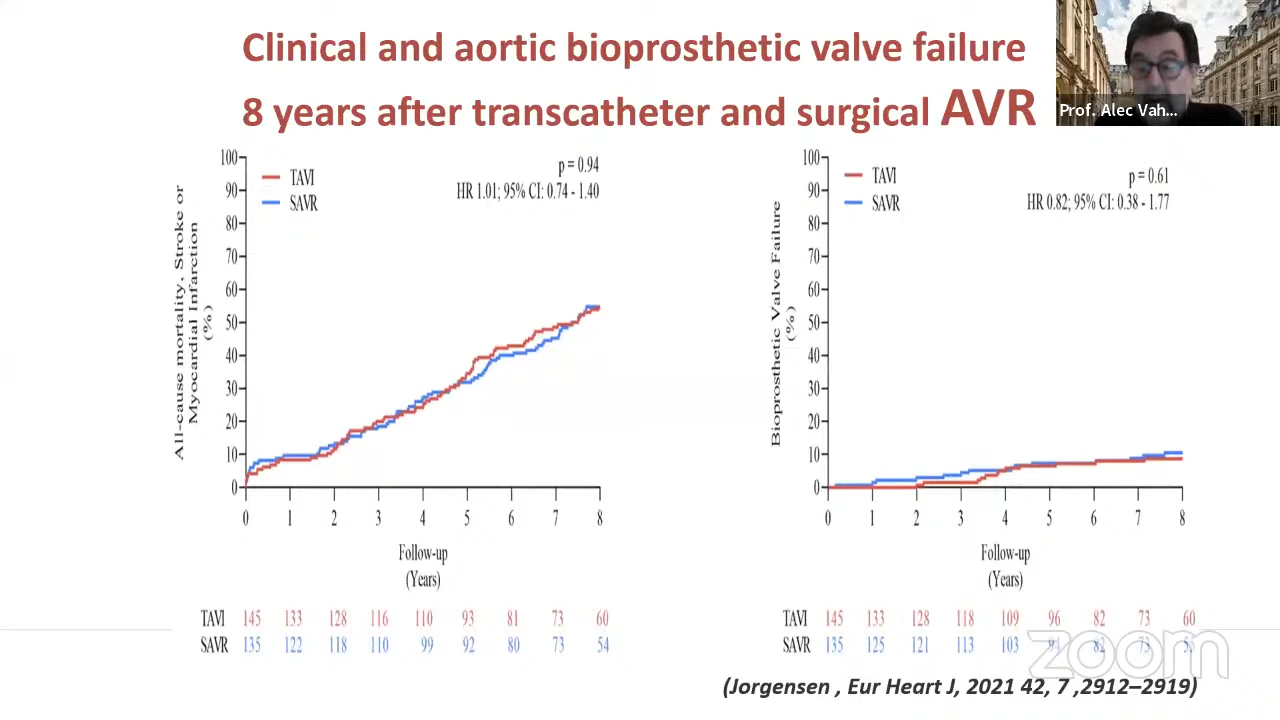 Clinical and aortic bioprosthetic valve failure
8 years after transcatheter and surgical AVR
Prof. Alec Vah...
All-cause mortality, Stroke or
Myocardial Infarction
(%)
100
90
80
70
60
50
40
30
20
10
0
TAVI
SAVR
p = 0.94
HR 1.01; 95% CI: 0.74 - 1.40
0 1 2 3 4 5 6 7 8
Follow-up
(Years)
TAVI 145 133 128 116 110 93 81 73 60
SAVR 135 122 118 110 99 92 80 73 54
Bioprosthetic Valve Failure
(%)
100
90
80
70
60
50
40
30
20
10
0
TAVI
SAVR
p = 0.61
HR 0.82; 95% CI: 0.38 - 1.77
0 1 2 3 4 5 6 7 8
Follow-up
(Years)
TAVI 145 133 128 118 109 96 82 73 60
SAVR 135 125 121 113 103
zoom
(Jorgensen , Eur Heart J, 2021 42, 7 ,2912–2919)